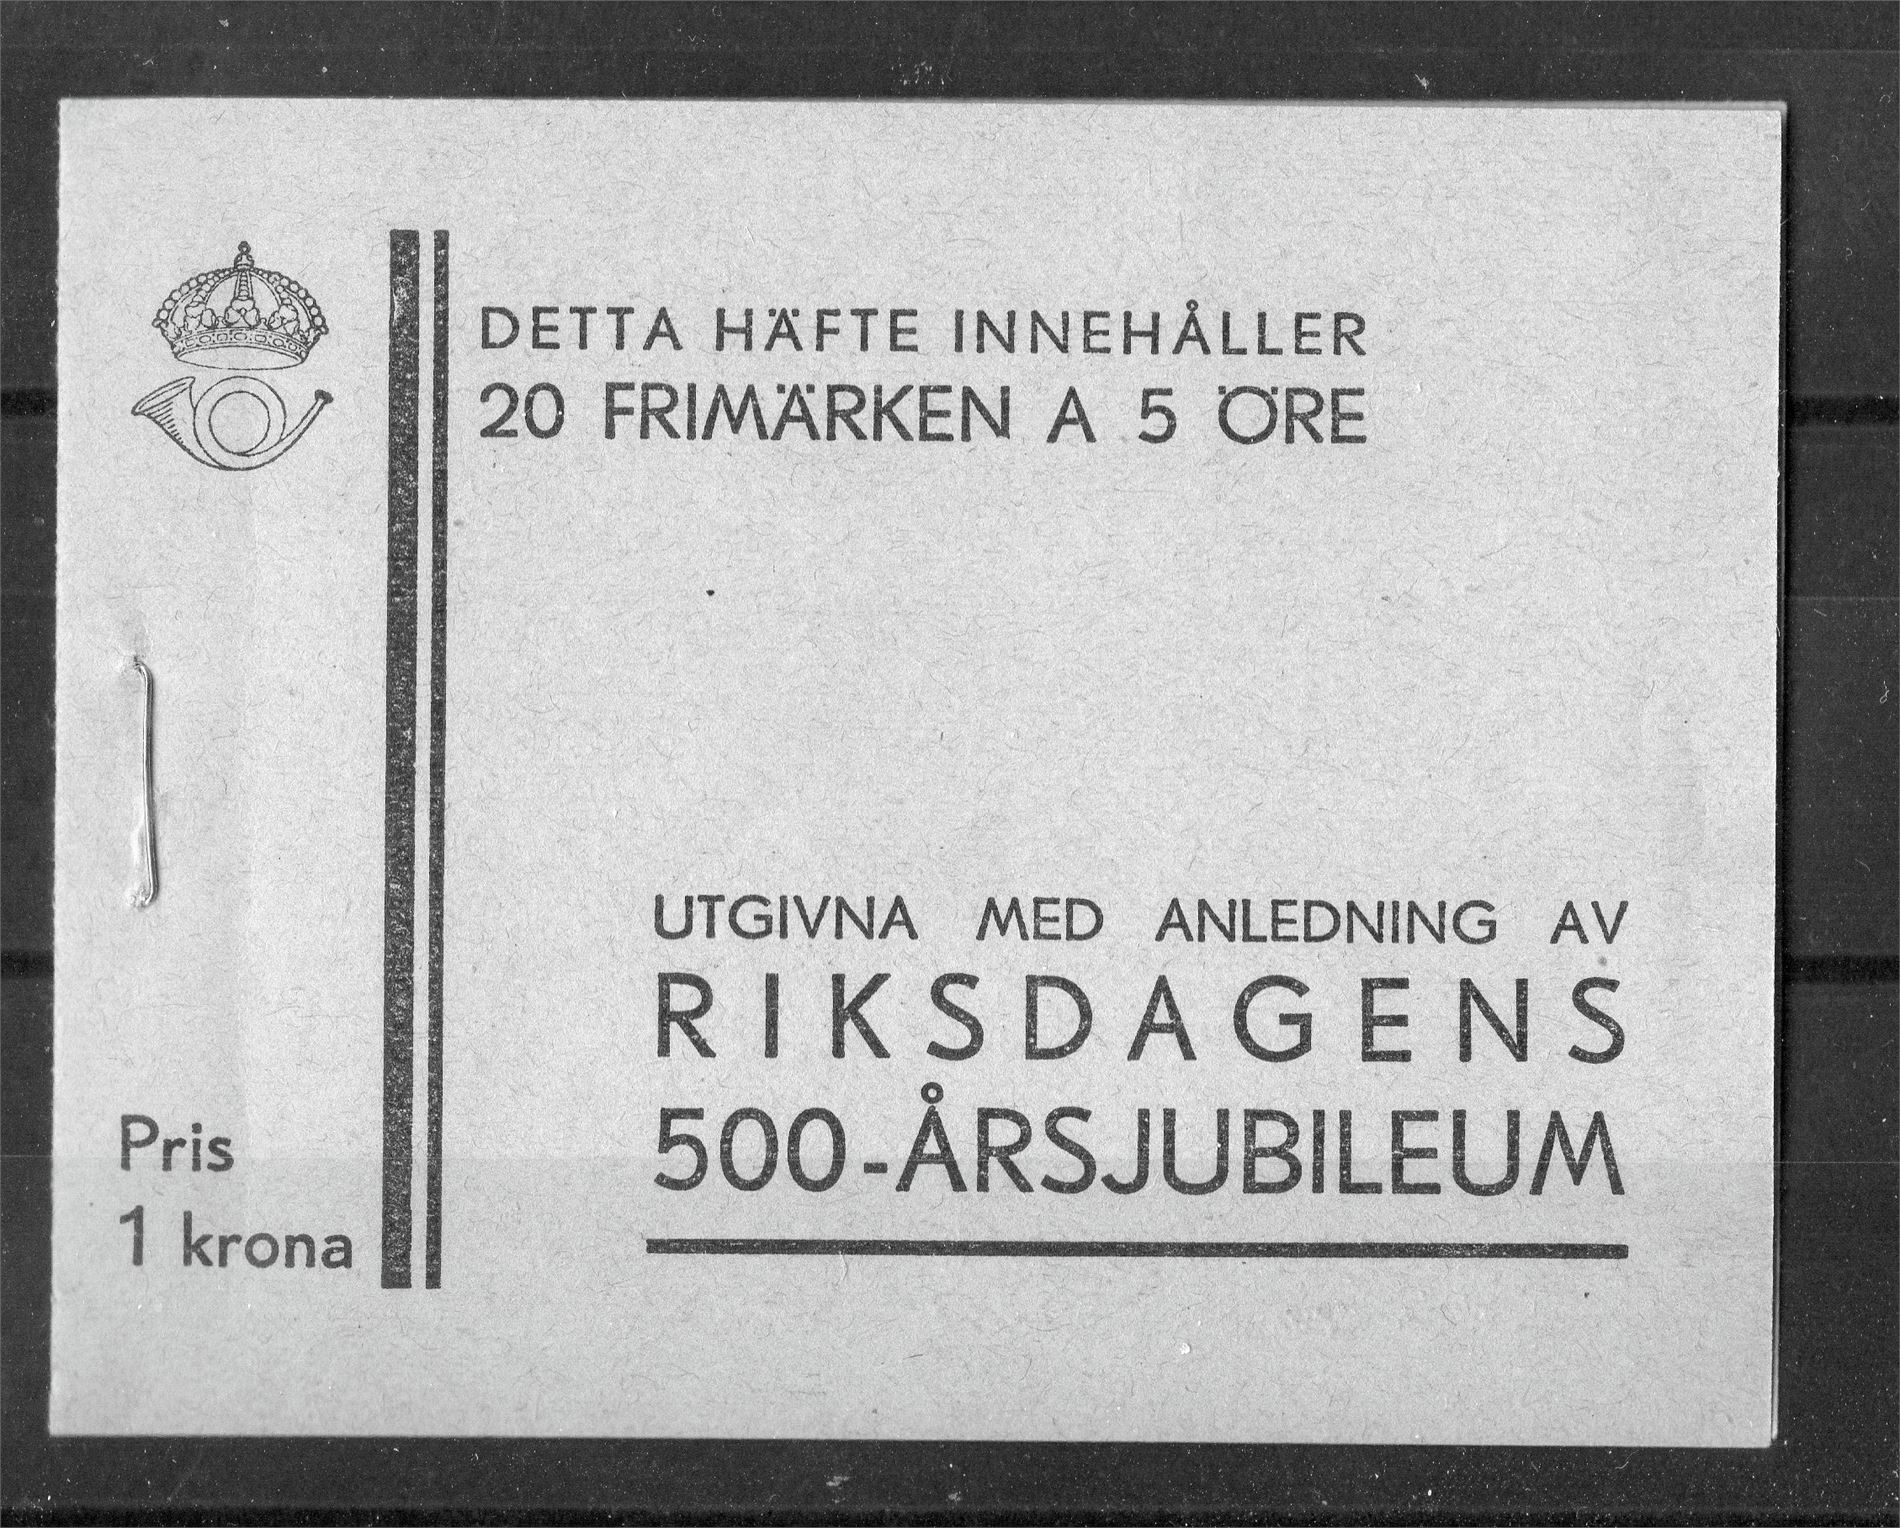 DETTA HÄFTE INNEHÅLLER
20 FRIMÄRKEN A 5 ÖRE
UTGIVNA MED ANLEDNING AV
RIKSDAGENS
500-ÅRSJUBILEUM
Pris
1 krona